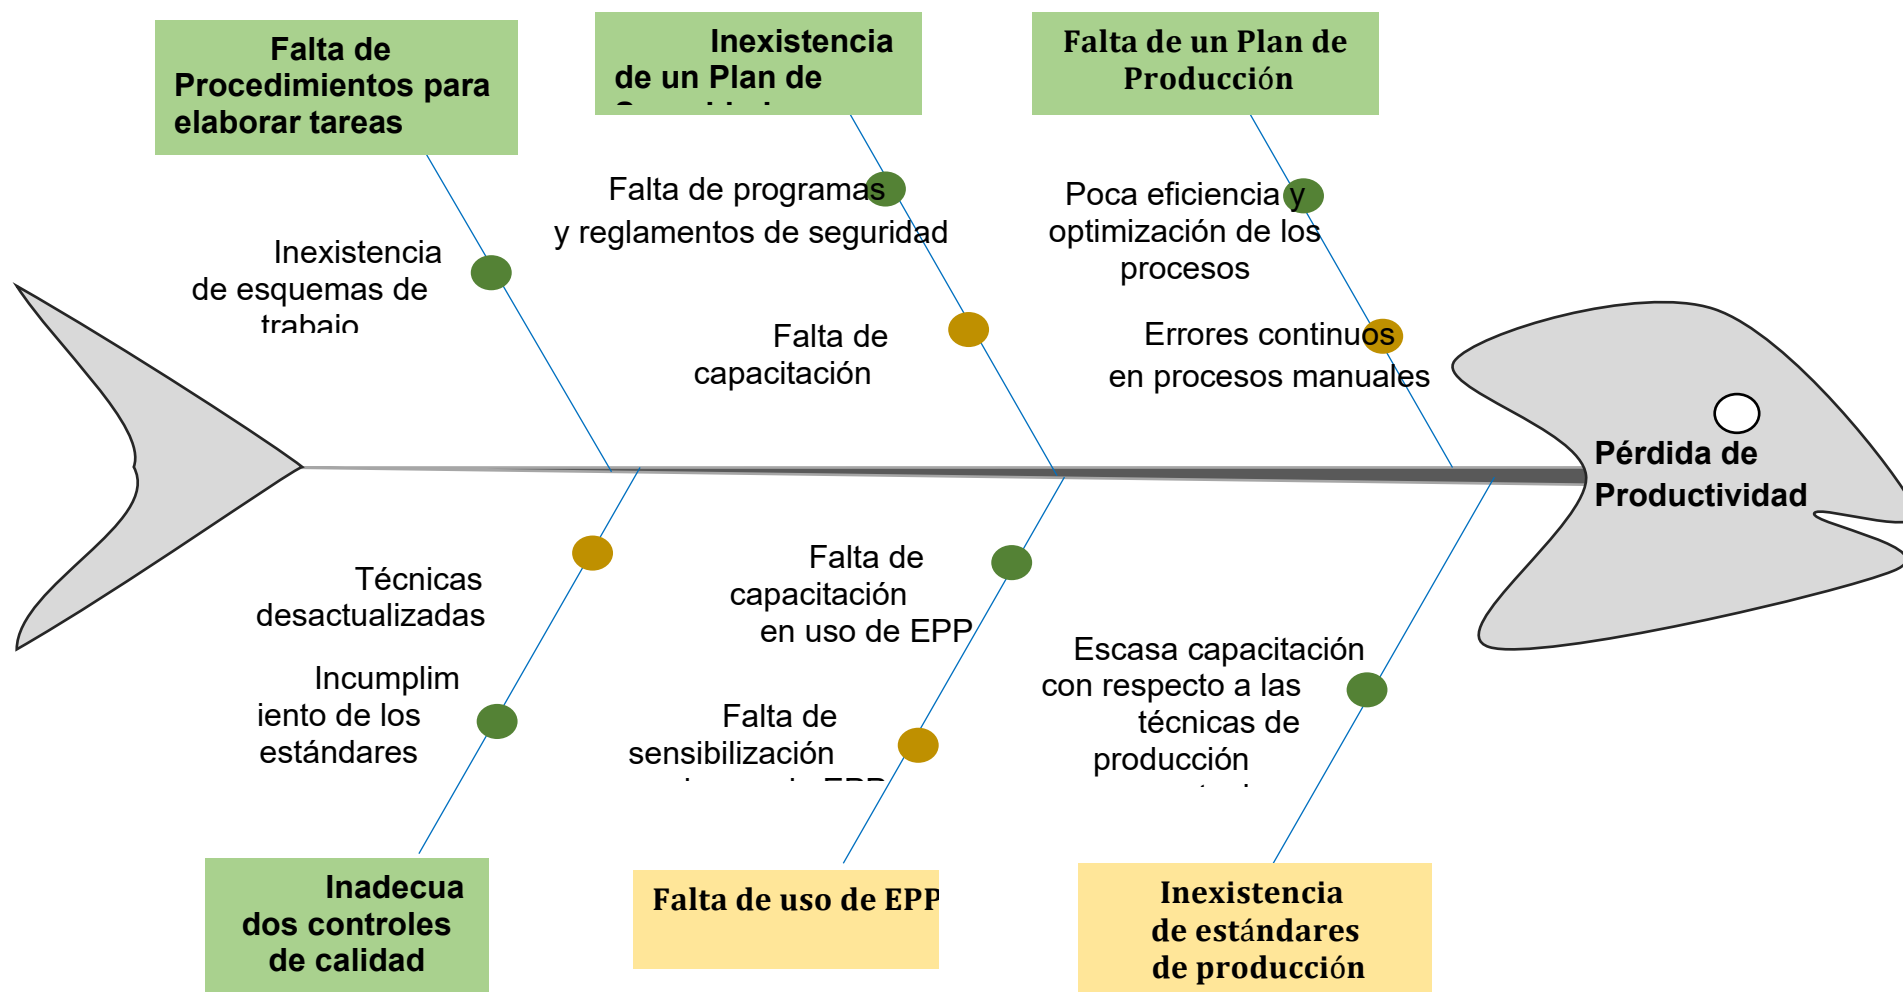 Falta de
Procedimientos para
elaborar tareas
Inexistencia
de un Plan de
Falta de un Plan de
Producción
Falta de programas
y reglamentos de seguridad
Poca eficiencia y
optimización de los
procesos
Inexistencia
de esquemas de
trabajo
Falta de
capacitación
Errores continuos
en procesos manuales
Pérdida de
Productividad
Técnicas
desactualizadas
Falta de
capacitación
en uso de EPP
Incumplim
iento de los
estándares
Falta de
sensibilización
EPP
Escasa capacitación
con respecto a las
técnicas de
producción
Inadecua
dos controles
de calidad
Falta de uso de EPP
Inexistencia
de estándares
de producción